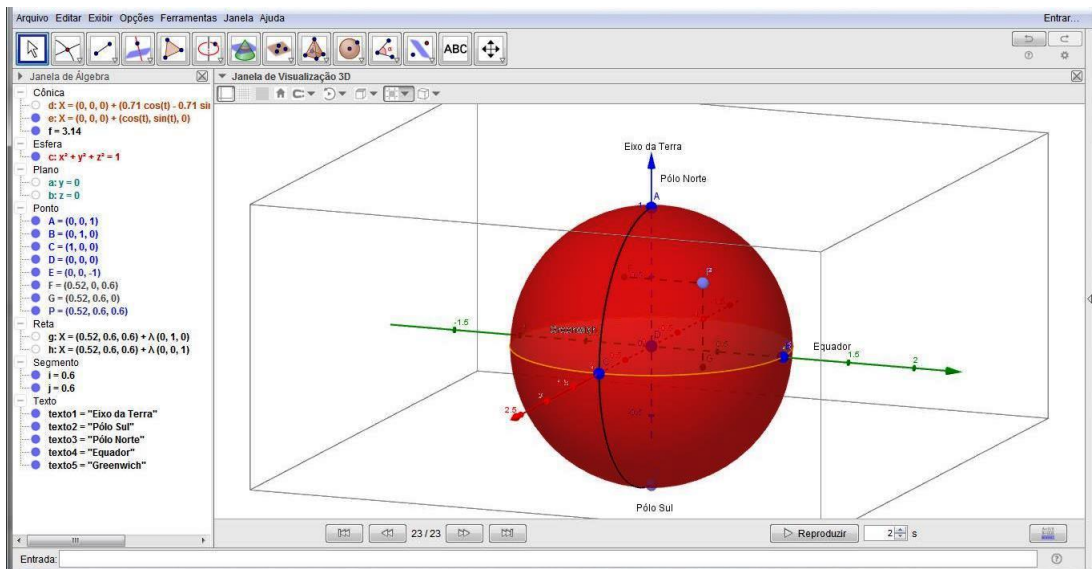 Arquivo Editar Exibir Opções Ferramentas Janela Ajuda
Entrar...
ABC
Janela de Álgebra
Janela de Visualização 3D
Cônica
d: X = (0, 0, 0) + (0.71 cos(t) - 0.71 sin
e: X = (0, 0, 0) + (cos(t), sin(t), 0)
f = 3.14
Esfera
c: x² + y² + z² = 1
Plano
a: y = 0
b: z = 0
Ponto
A = (0, 0, 1)
B = (0, 1, 0)
C = (1, 0, 0)
D = (0, 0, 0)
E = (0, 0, -1)
F = (0.52, 0, 0.6)
G = (0.52, 0.6, 0)
P = (0.52, 0.6, 0.6)
Reta
g: X = (0.52, 0.6, 0.6) + λ (0, 1, 0)
h: X = (0.52, 0.6, 0.6) + λ (0, 0, 1)
Segmento
i = 0.6
j = 0.6
Texto
texto1 = "Eixo da Terra"
texto2 = "Pólo Sul"
texto3 = "Pólo Norte"
texto4 = "Equador"
texto5 = "Greenwich"
Eixo da Terra
Pólo Norte
A
1
P
-1.5
Equador
1.5
2
1.5
2
2.5
Pólo Sul
23 / 23
Reproduzir
2
s
Entrada: